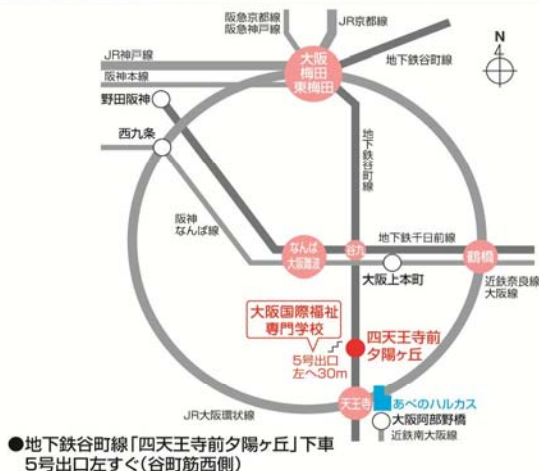 阪急京都線
阪急神戸線
JR京都線
N
JR神戸線
地下鉄谷町線
阪神本線
大阪
梅田
東梅田
野田阪神
西九条
地下鉄谷町線
阪神
なんば線
なんば
大阪難波
谷九
地下鉄千日前線
鶴橋
大阪上本町
近鉄奈良線
大阪線
大阪国際福祉
専門学校
四天王寺前
夕陽ヶ丘
5号出口
左へ30m
天王寺
あべのハルカス
大阪阿部野橋
JR大阪環状線
近鉄南大阪線
●地下鉄谷町線「四天王寺前夕陽ヶ丘」下車
5号出口左すぐ(谷町筋西側)